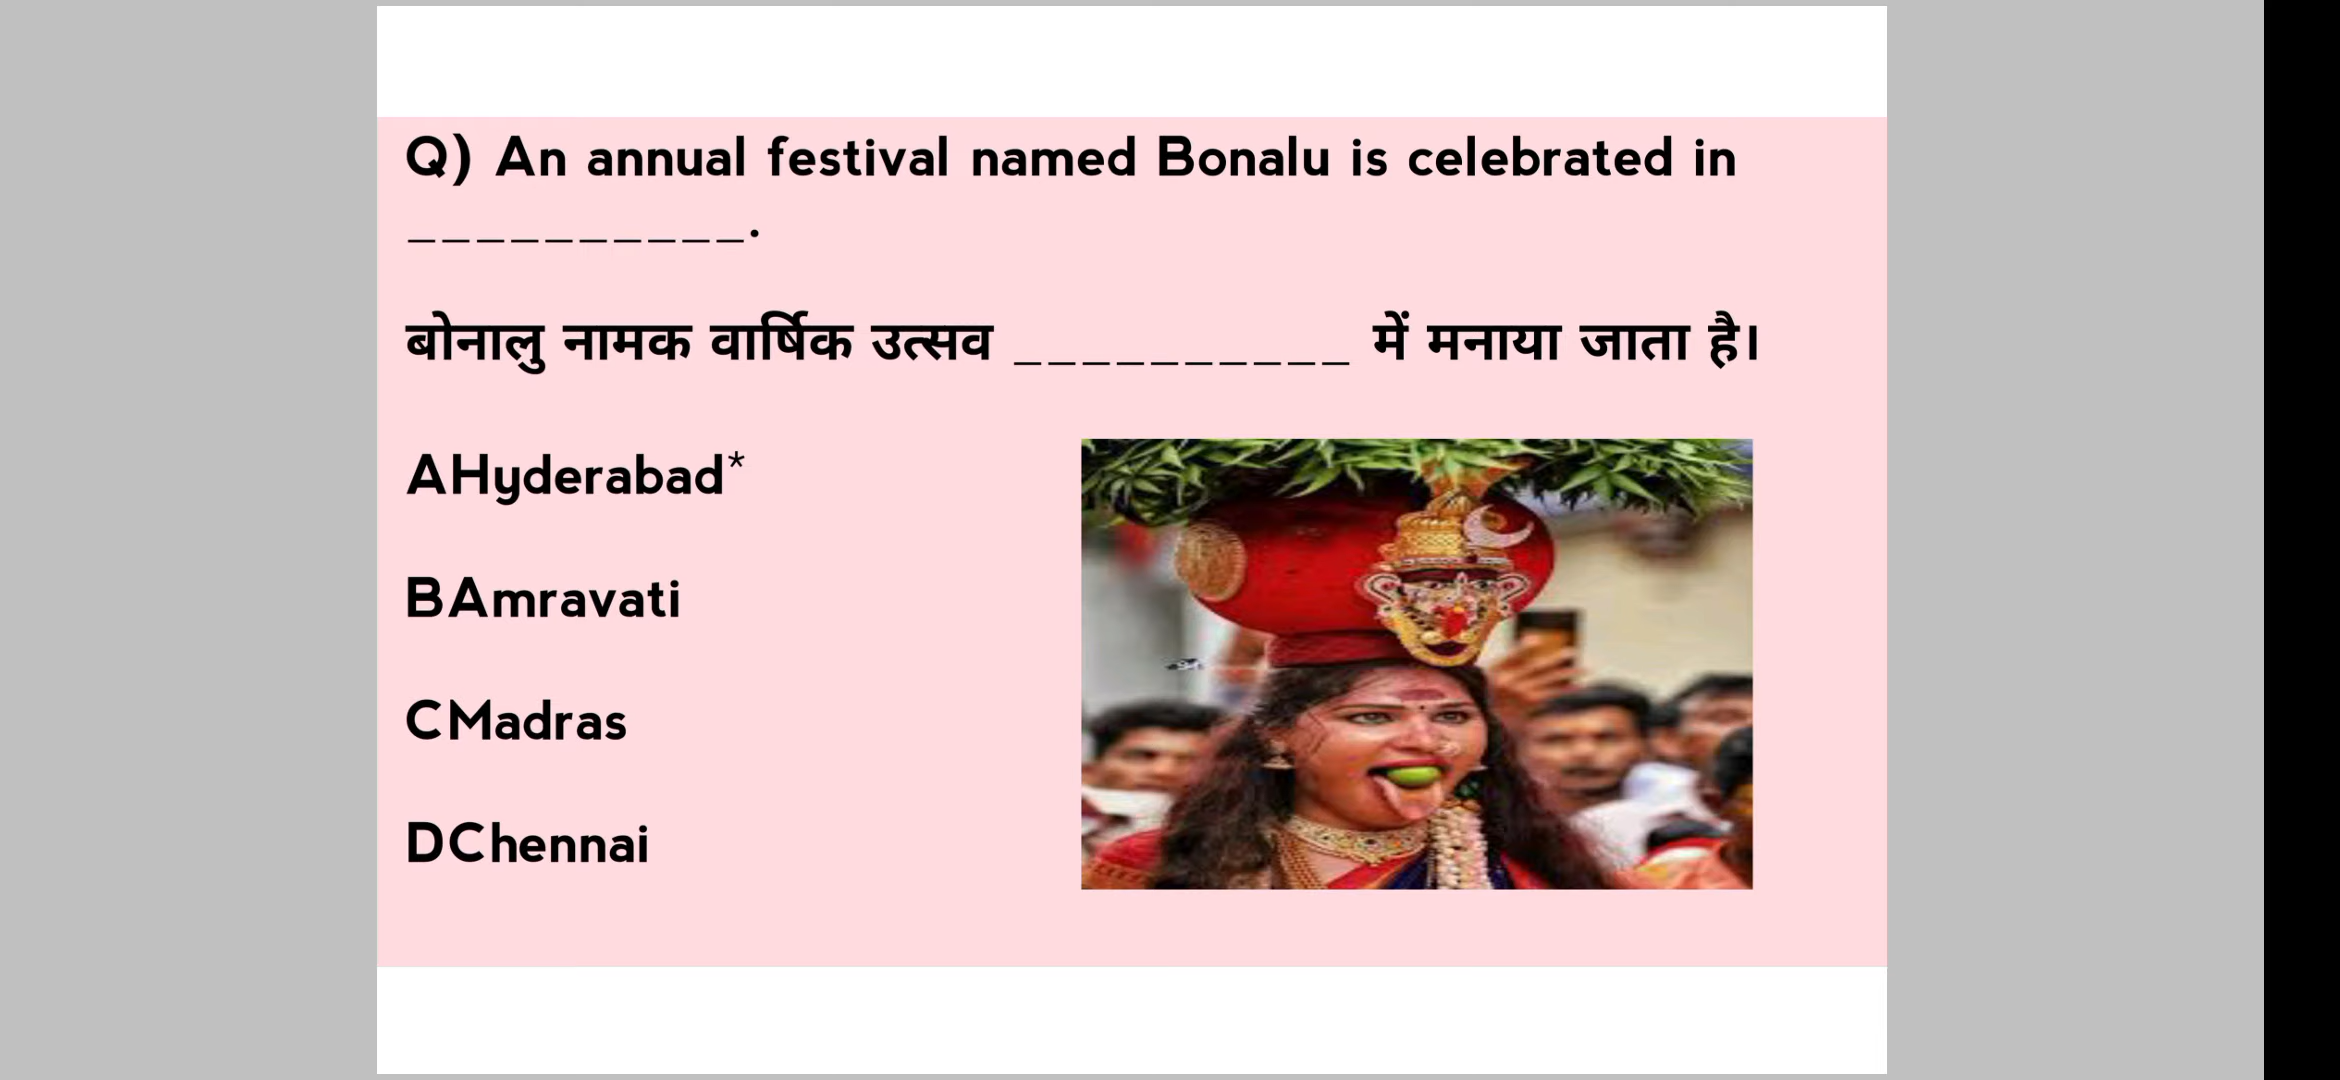 Q) An annual festival named Bonalu is celebrated in
__________.
बोनालु नामक वार्षिक उत्सव __________ में मनाया जाता है।
AHyderabad*
BAmravati
CMadras
DChennai